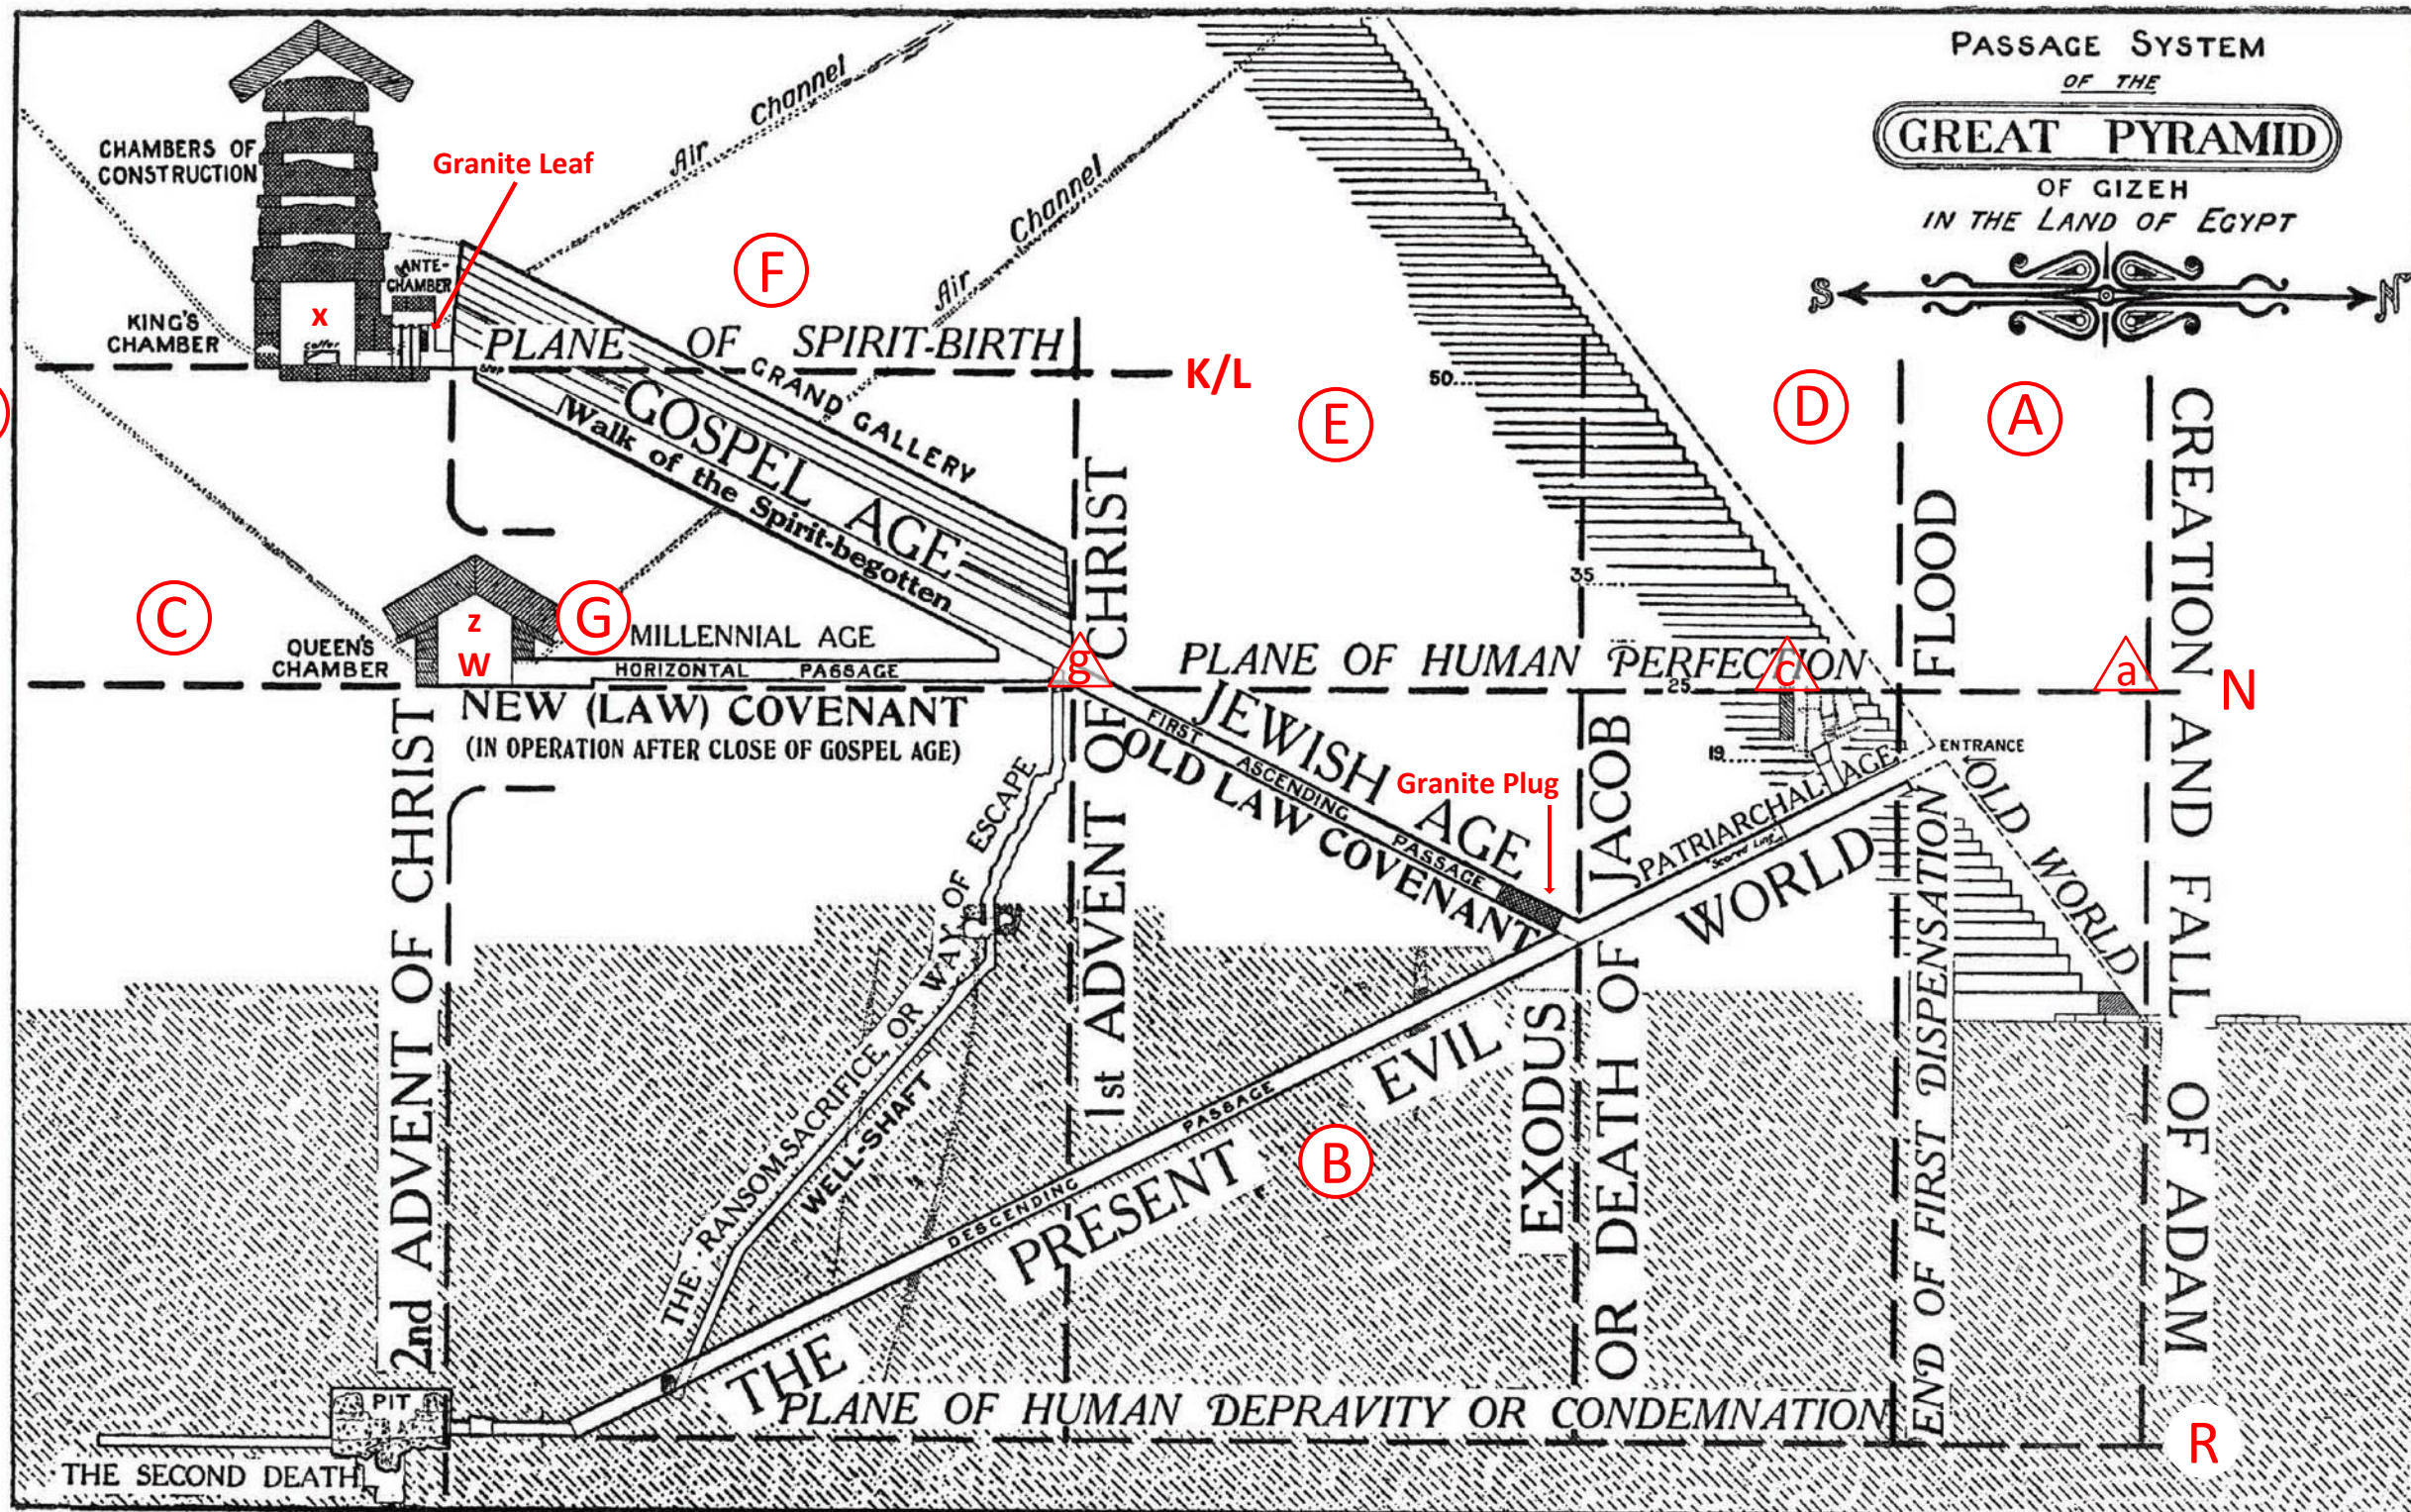 PASSAGE SYSTEM
OF THE
GREAT PYRAMID
OF GIZEH
IN THE LAND OF EGYPT
S
N
CHAMBERS OF
CONSTRUCTION
Granite Leaf
Air Channel
Air Channel
ANTE-
CHAMBER
KING'S
CHAMBER
x
Coffer
F
PLANE OF SPIRIT-BIRTH
K/L
Step
GRAND GALLERY
GOSPEL AGE
Walk of the Spirit-begotten
E
D
A
50
35
25
19
1
C
z
W
G
QUEEN'S
CHAMBER
MILLENNIAL AGE
HORIZONTAL PASSAGE
g
c
a
N
PLANE OF HUMAN PERFECTION
NEW (LAW) COVENANT
(IN OPERATION AFTER CLOSE OF GOSPEL AGE)
JEWISH AGE
FIRST ASCENDING PASSAGE
OLD LAW COVENANT
Granite Plug
PATRIARCHAL AGE
"Scored Line"
ENTRANCE
OLD WORLD
2nd ADVENT OF CHRIST
1st ADVENT OF CHRIST
EXODUS
OR DEATH OF JACOB
FLOOD
END OF FIRST DISPENSATION
CREATION AND FALL OF ADAM
THE RANSOM SACRIFICE, OR WAY OF ESCAPE
WELL-SHAFT
DESCENDING PASSAGE
THE PRESENT EVIL WORLD
B
PIT
THE SECOND DEATH
PLANE OF HUMAN DEPRAVITY OR CONDEMNATION
R